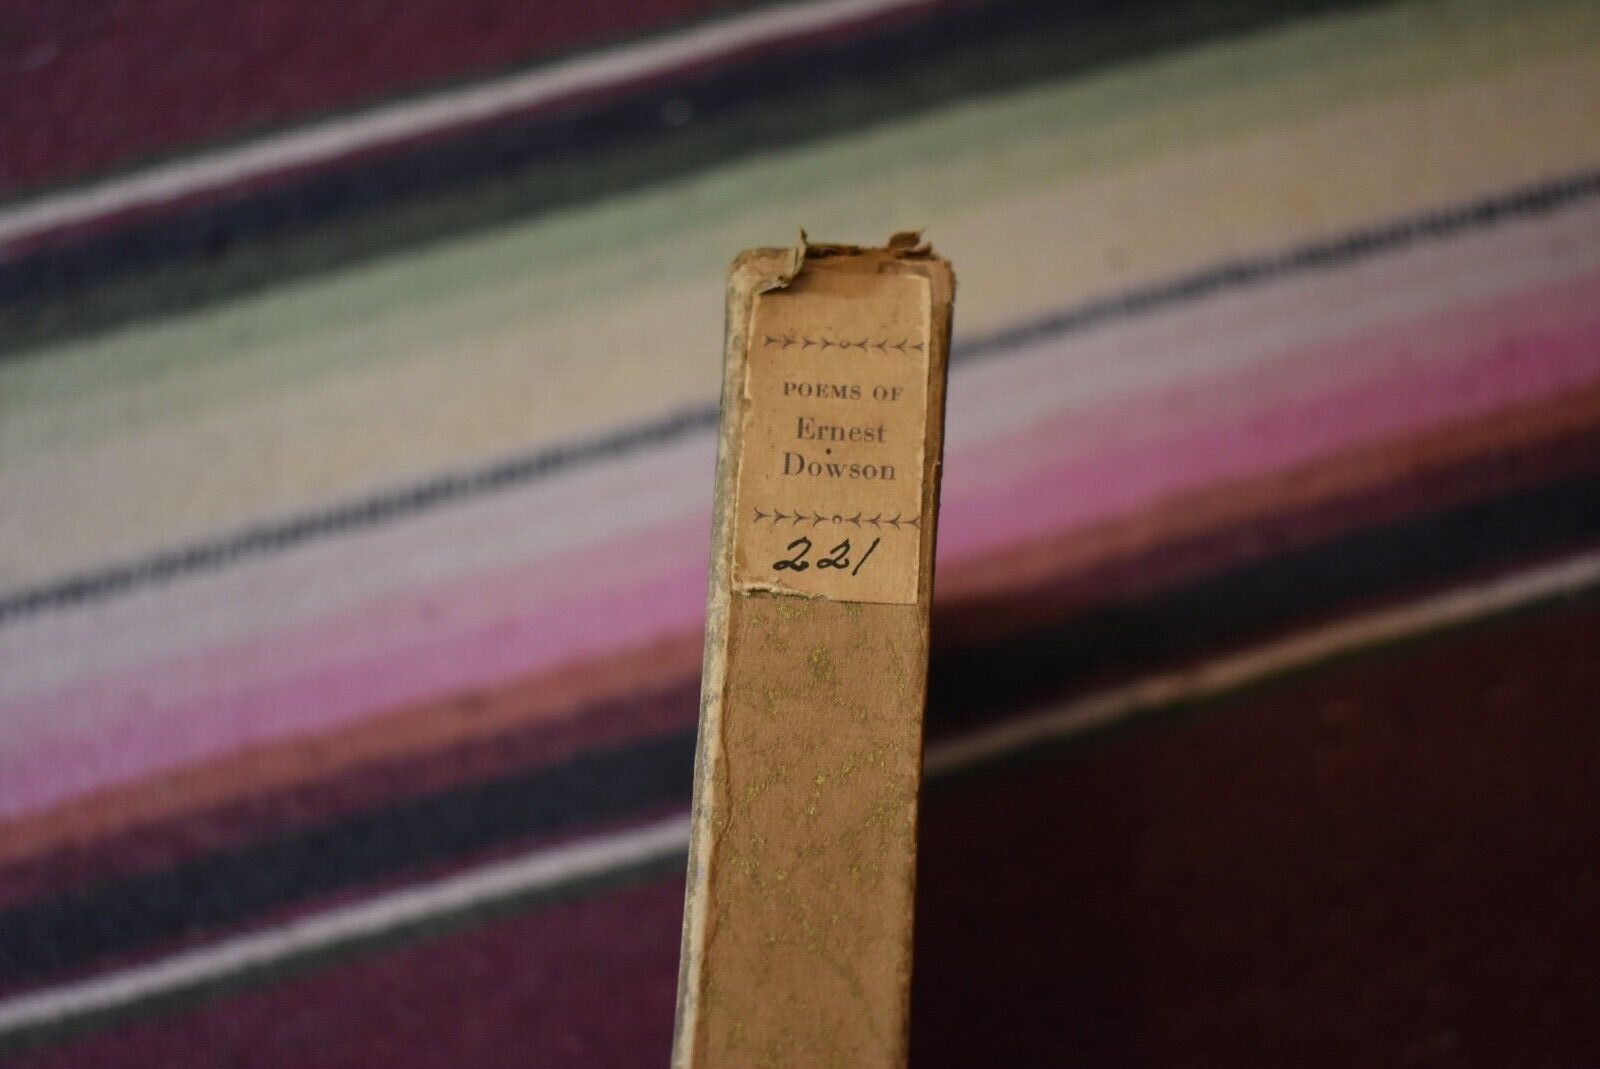 POEMS OF
Ernest
Dowson
221